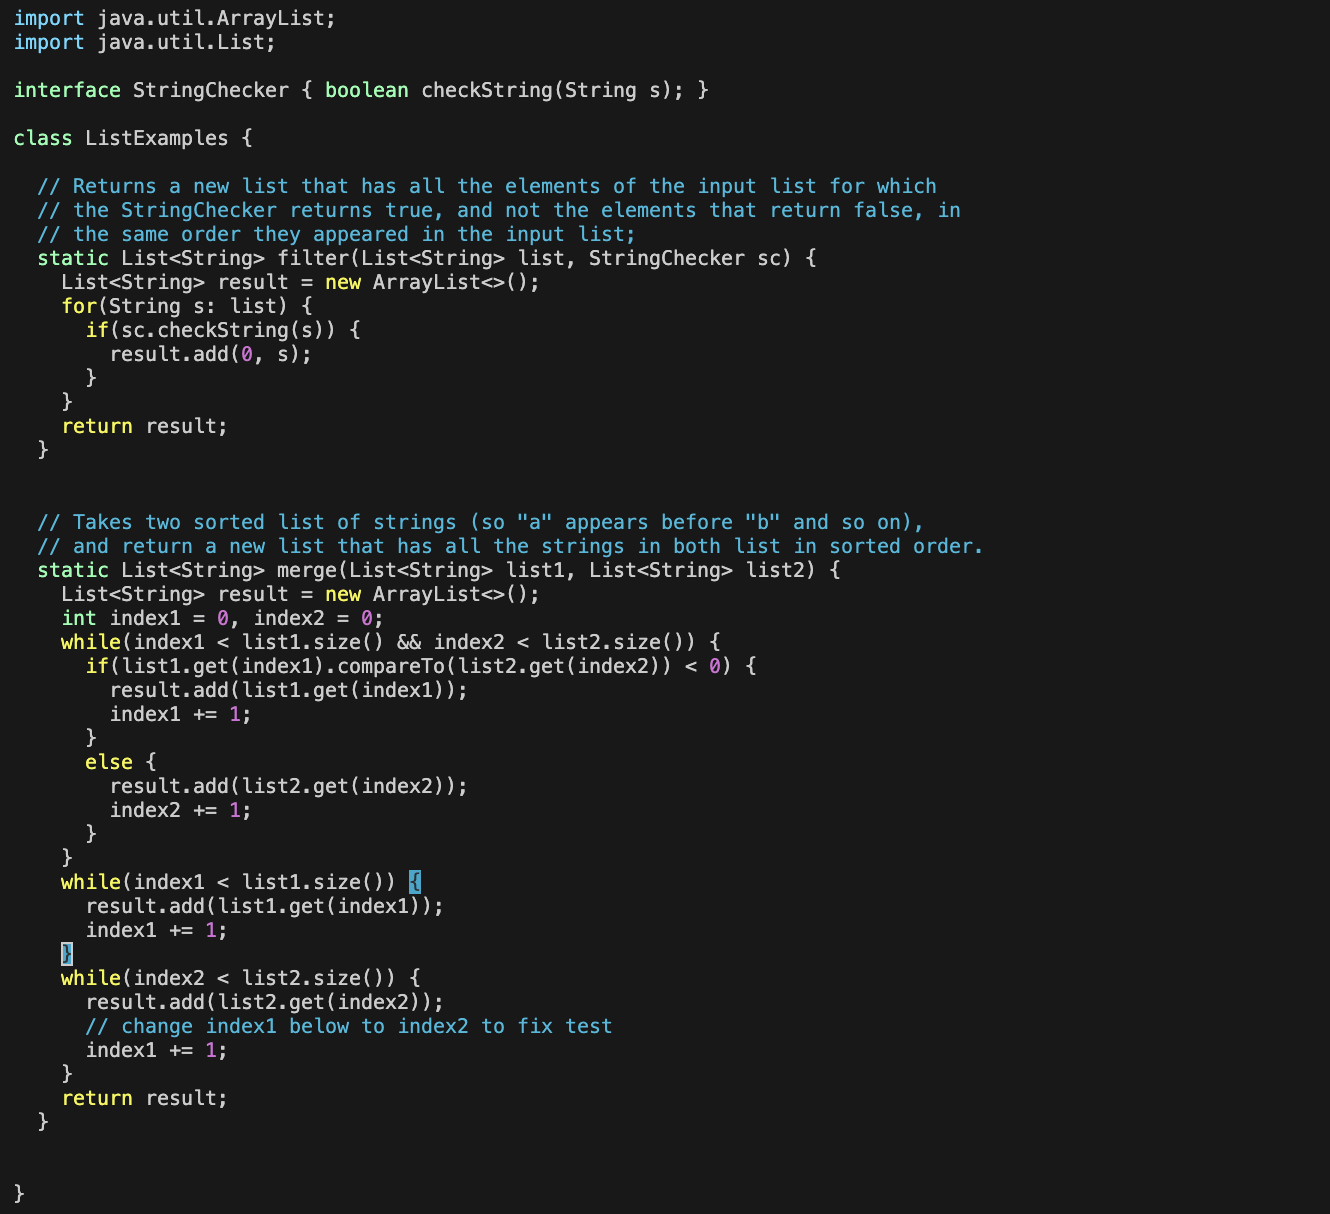 import java.util.ArrayList;
import java.util.List;

interface StringChecker { boolean checkString(String s); }

class ListExamples {

  // Returns a new list that has all the elements of the input list for which
  // the StringChecker returns true, and not the elements that return false, in
  // the same order they appeared in the input list;
  static List<String> filter(List<String> list, StringChecker sc) {
    List<String> result = new ArrayList<>();
    for(String s: list) {
      if(sc.checkString(s)) {
        result.add(0, s);
      }
    }
    return result;
  }


  // Takes two sorted list of strings (so "a" appears before "b" and so on),
  // and return a new list that has all the strings in both list in sorted order.
  static List<String> merge(List<String> list1, List<String> list2) {
    List<String> result = new ArrayList<>();
    int index1 = 0, index2 = 0;
    while(index1 < list1.size() && index2 < list2.size()) {
      if(list1.get(index1).compareTo(list2.get(index2)) < 0) {
        result.add(list1.get(index1));
        index1 += 1;
      }
      else {
        result.add(list2.get(index2));
        index2 += 1;
      }
    }
    while(index1 < list1.size()) {
      result.add(list1.get(index1));
      index1 += 1;
    }
    while(index2 < list2.size()) {
      result.add(list2.get(index2));
      // change index1 below to index2 to fix test
      index1 += 1;
    }
    return result;
  }


}